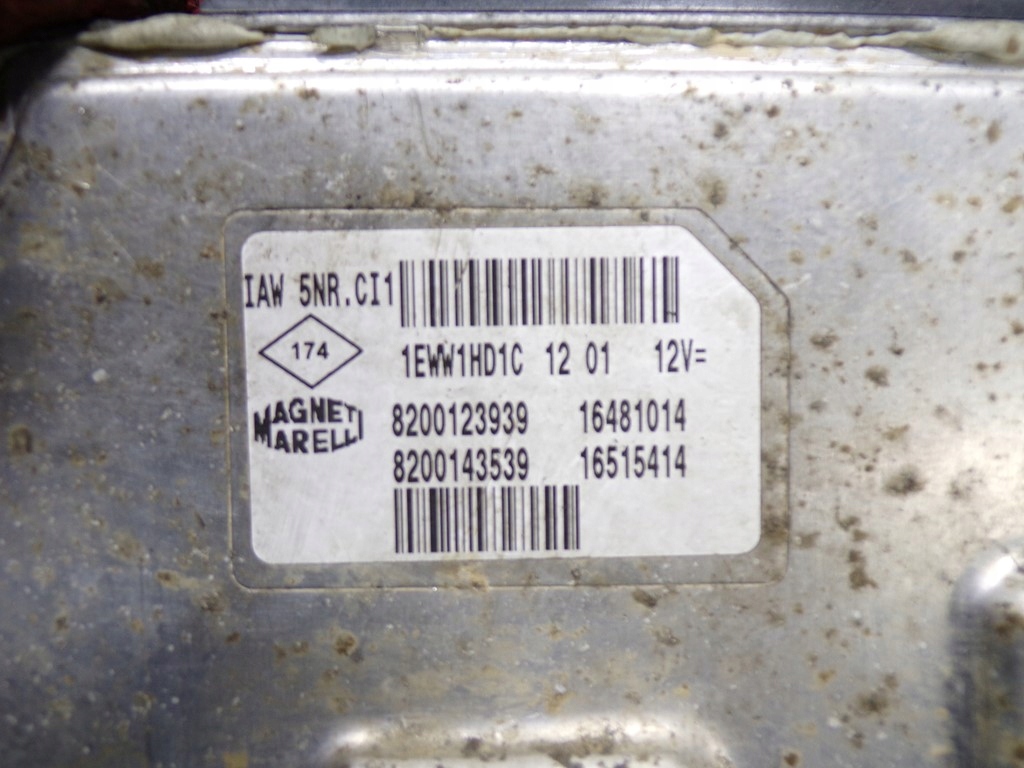 IAW 5NR.CI1
174
1EWW1HD1C 12 01 12V=
MAGNETI MARELLI
8200123939 16481014
8200143539 16515414